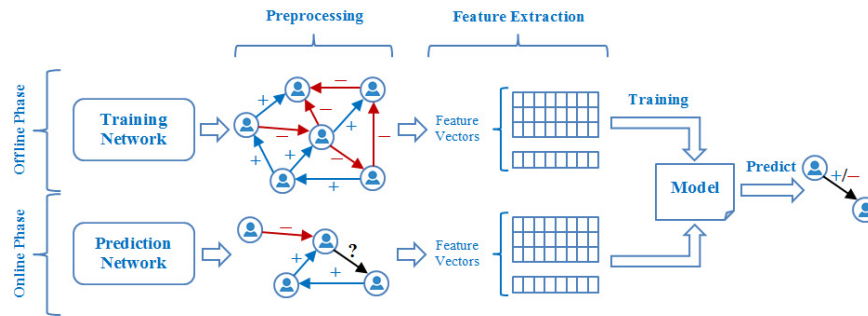 Preprocessing
Feature Extraction
Offline Phase
Training
Network
+
−
−
−
+
+
+
−
−
+
Feature
Vectors
Training
Model
Predict
+/−
Online Phase
Prediction
Network
−
?
+
+
Feature
Vectors